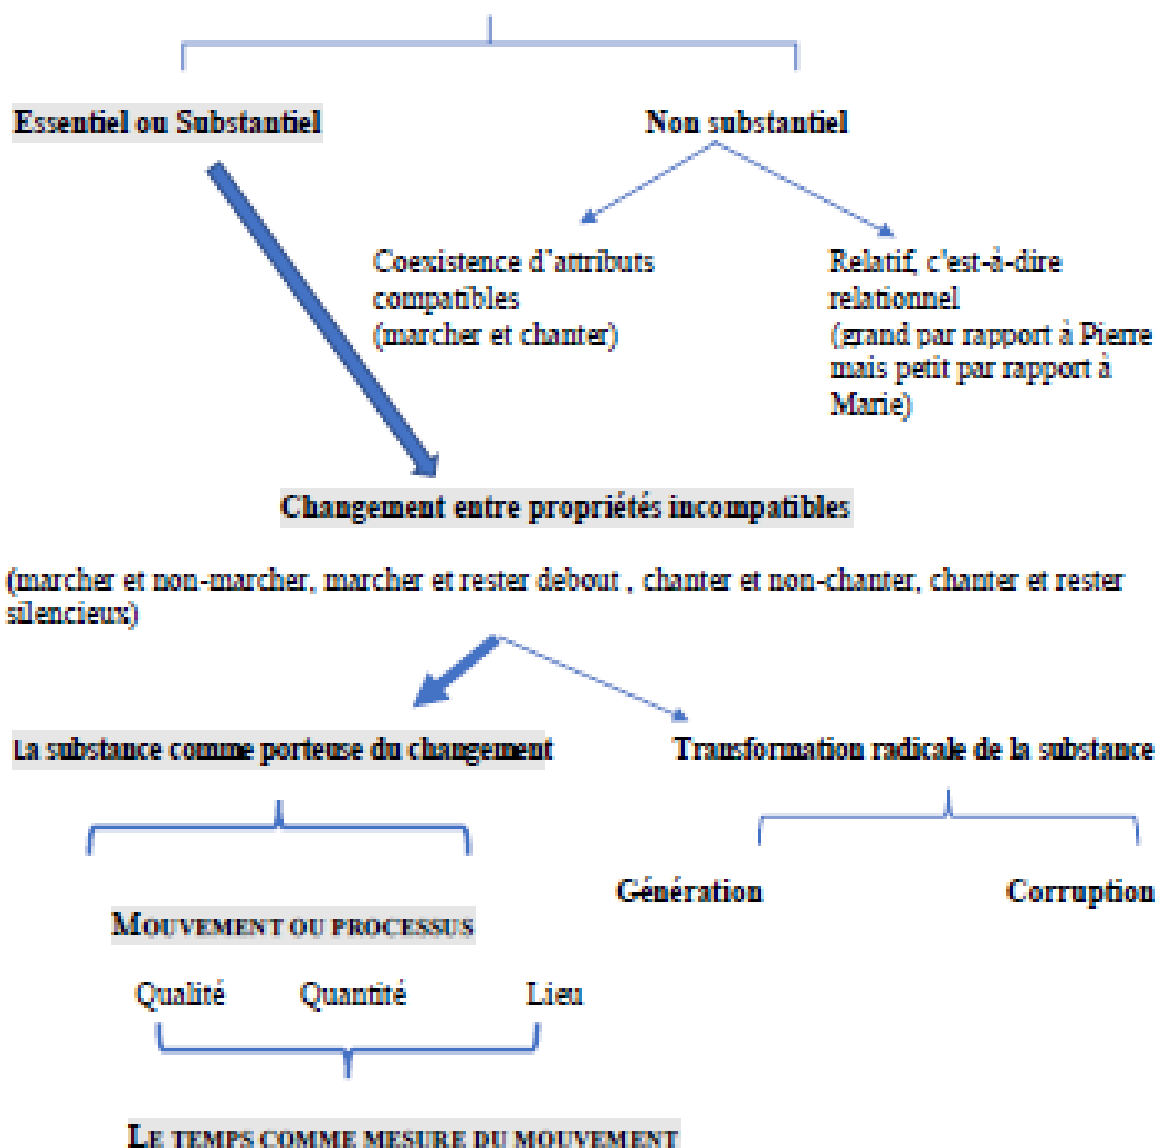 Essentiel ou Substantiel
Non substantiel
Coexistence d'attributs
compatibles
(marcher et chanter)
Relatif, c'est-à-dire
relationnel
(grand par rapport à Pierre
mais petit par rapport à
Marie)
Changement entre propriétés incompatibles
(marcher et non-marcher, marcher et rester debout , chanter et non-chanter, chanter et rester
silencieux)
La substance comme porteuse du changement
Transformation radicale de la substance
Génération
Corruption
MOUVEMENT OU PROCESSUS
Qualité
Quantité
Lieu
LE TEMPS COMME MESURE DU MOUVEMENT